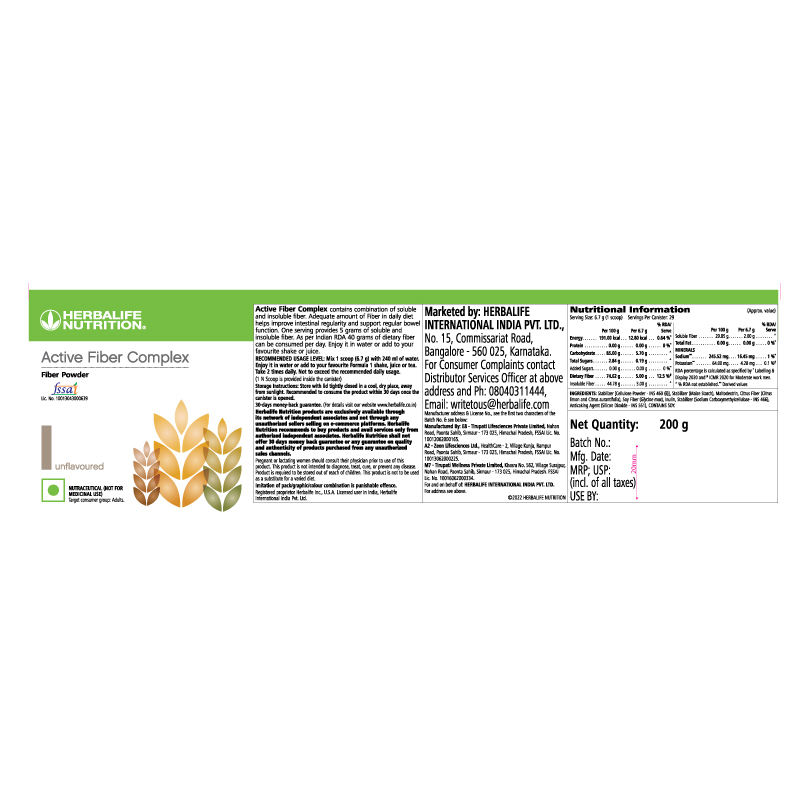 HERBALIFE
NUTRITION®
Active Fiber Complex
Fiber Powder
fssai
Lic. No. 10013043000639
unflavoured
NUTRACEUTICAL (NOT FOR
MEDICINAL USE)
Target consumer group: Adults.
Active Fiber Complex contains combination of soluble
and insoluble fiber. Adequate amount of Fiber in daily diet
helps improve intestinal regularity and support regular bowel
function. One serving provides 5 grams of soluble and
insoluble fiber. As per Indian RDA 40 grams of dietary fiber
can be consumed per day. Enjoy it in water or add to your
favourite shake or juice.
RECOMMENDED USAGE LEVEL: Mix 1 scoop (6.7 g) with 240 ml of water.
Enjoy it in water or add to your favourite Formula 1 shake, juice or tea.
Take 2 times daily. Not to exceed the recommended daily usage.
(1 N Scoop is provided inside the canister)
Storage Instructions: Store with lid tightly closed in a cool, dry place, away
from sunlight. Recommended to consume the product within 30 days once the
canister is opened.
30-days money-back guarantee. (For details visit our website www.herbalife.co.in)
Herbalife Nutrition products are exclusively available through
its network of independent associates and not through any
unauthorized sellers selling on e-commerce platforms. Herbalife
Nutrition recommends to buy products and avail services only from
authorized independent associates. Herbalife Nutrition shall not
offer 30 days money back guarantee or any guarantee on quality
and authenticity of products purchased from any unauthorized
sales channels.
Pregnant or lactating women should consult their physician prior to use of this
product. This product is not intended to diagnose, treat, cure, or prevent any disease.
Product is required to be stored out of reach of children. This product is not to be used
as a substitute for a varied diet.
Imitation of pack/graphic/colour combination is punishable offence.
Registered proprietor Herbalife Inc., U.S.A. Licensed user in India, Herbalife
International India Pvt. Ltd.
Marketed by: HERBALIFE
INTERNATIONAL INDIA PVT. LTD.,
No. 15, Commissariat Road,
Bangalore - 560 025, Karnataka.
For Consumer Complaints contact
Distributor Services Officer at above
address and Ph: 08040311444,
Email: writetous@herbalife.com
Manufacturer address & License No., see the first two characters of the
Batch No. & see below:
Manufactured By: EB - Tirupati Lifesciences Private Limited, Nahan
Road, Paonta Sahib, Sirmaur - 173 025, Himachal Pradesh, FSSAI Lic. No.
10012062000165.
A2 - Zeon Lifesciences Ltd., HealthCare - 2, Village Kunja, Rampur
Road, Paonta Sahib, Sirmour - 173 025, Himachal Pradesh, FSSAI Lic. No.
10013062000225.
M7 - Tirupati Wellness Private Limited, Khasra No. 562, Village Surajpur,
Nahan Road, Paonta Sahib, Sirmaur - 173 025, Himachal Pradesh. FSSAI
Lic. No. 10016062000334.
For and on behalf of: HERBALIFE INTERNATIONAL INDIA PVT. LTD.
For address see above.
©2022 HERBALIFE NUTRITION
Nutritional Information (Approx. value)
Serving Size: 6.7 g (1 scoop) Servings Per Canister: 29
Per 100 g Per 6.7 g % RDA/ Serve
Energy 191.00 kcal 12.80 kcal 0.64 %
Protein 0.00 g 0.00 g 0 %
Carbohydrate 85.00 g 5.70 g
Total Sugars 2.84 g 0.19 g
Added Sugars 0.00 g 0.00 g 0 %
Dietary Fiber 74.62 g 5.00 g 12.5 %
Insoluble Fiber 44.78 g 3.00 g
Per 100 g Per 6.7 g % RDA/ Serve
Soluble Fiber 29.85 g 2.00 g
Total Fat 0.00 g 0.00 g 0 %
MINERALS
Sodium 245.52 mg 16.45 mg 1 %
Potassium 64.00 mg 4.28 mg 0.1 %
RDA percentage is calculated as specified by Labelling &
Display 2020 and ICMR 2020 for Moderate work men.
% RDA not established. Derived values
INGREDIENTS: Stabilizer [Cellulose Powder - INS 460 (ii)], Stabilizer (Maize Starch), Maltodextrin, Citrus Fiber (Citrus
limon and Citrus aurantifolia), Soy Fiber (Glycine max), Inulin, Stabilizer (Sodium Carboxymethylcellulose - INS 466),
Anticaking Agent (Silicon Dioxide - INS 551), CONTAINS SOY.
Net Quantity: 200 g
Batch No.:
Mfg. Date:
MRP; USP:
(incl. of all taxes)
USE BY:
20mm